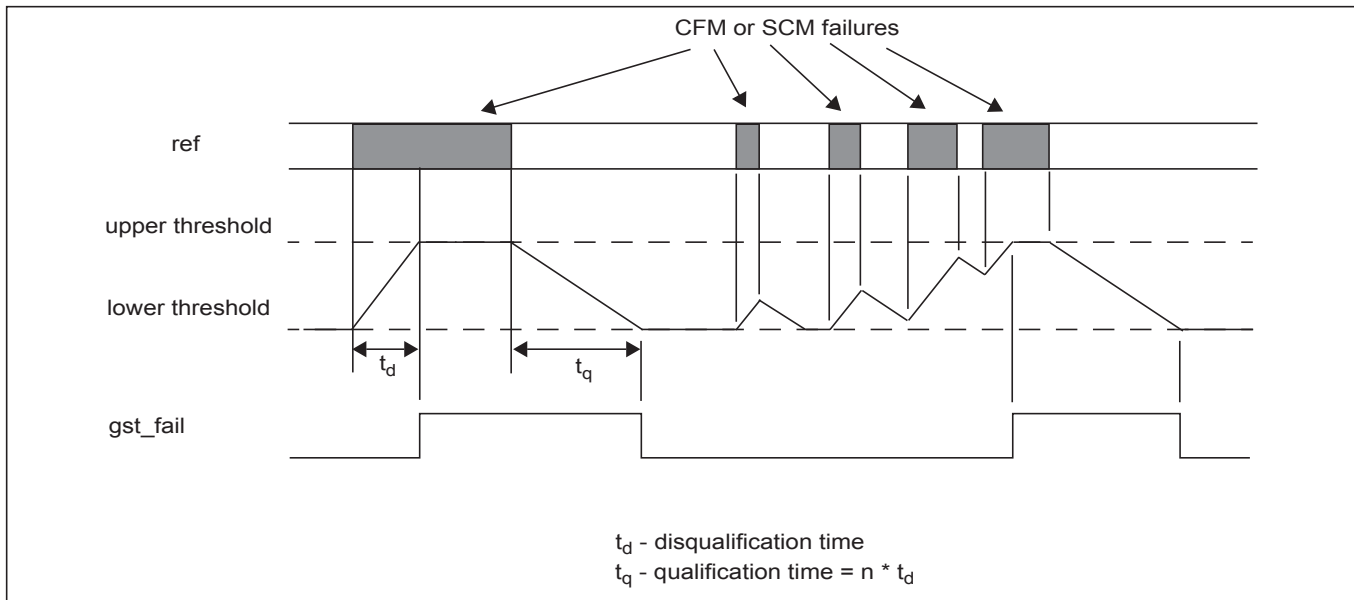 CFM or SCM failures
ref
upper threshold
lower threshold
td
tq
gst_fail
td - disqualification time
tq - qualification time = n * td